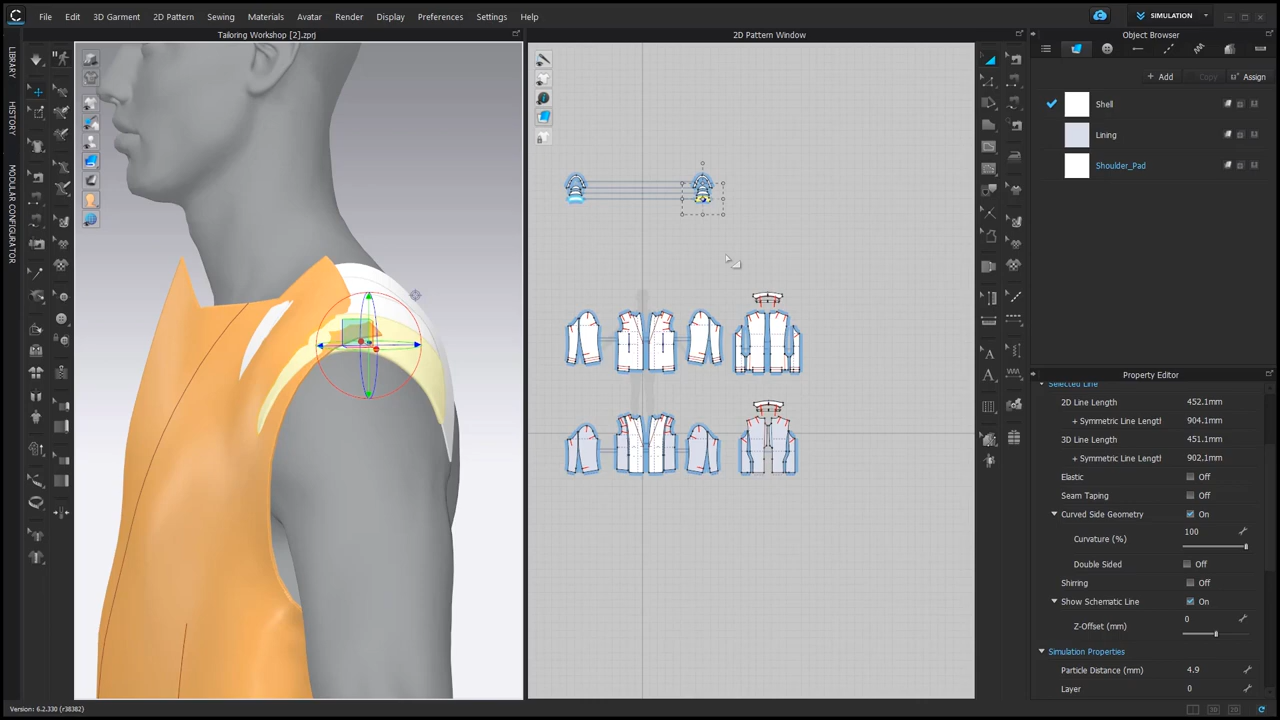 File Edit 3D Garment 2D Pattern Sewing Materials Avatar Render Display Preferences Settings Help
SIMULATION
Tailoring Workshop [2].zprj
2D Pattern Window
Object Browser
LIBRARY
HISTORY
MODULAR CONFIGURATOR
+ Add Copy Assign
Shell
Lining
Shoulder_Pad
Property Editor
Selected Line
2D Line Length 452.1mm
+ Symmetric Line Length 904.1mm
3D Line Length 451.1mm
+ Symmetric Line Length 902.1mm
Elastic Off
Seam Taping Off
Curved Side Geometry On
Curvature (%) 100
Double Sided Off
Shirring Off
Show Schematic Line On
Z-Offset (mm) 0
Simulation Properties
Particle Distance (mm) 4.9
Layer 0
Version: 6.2.330 (r38382)
3D 2D